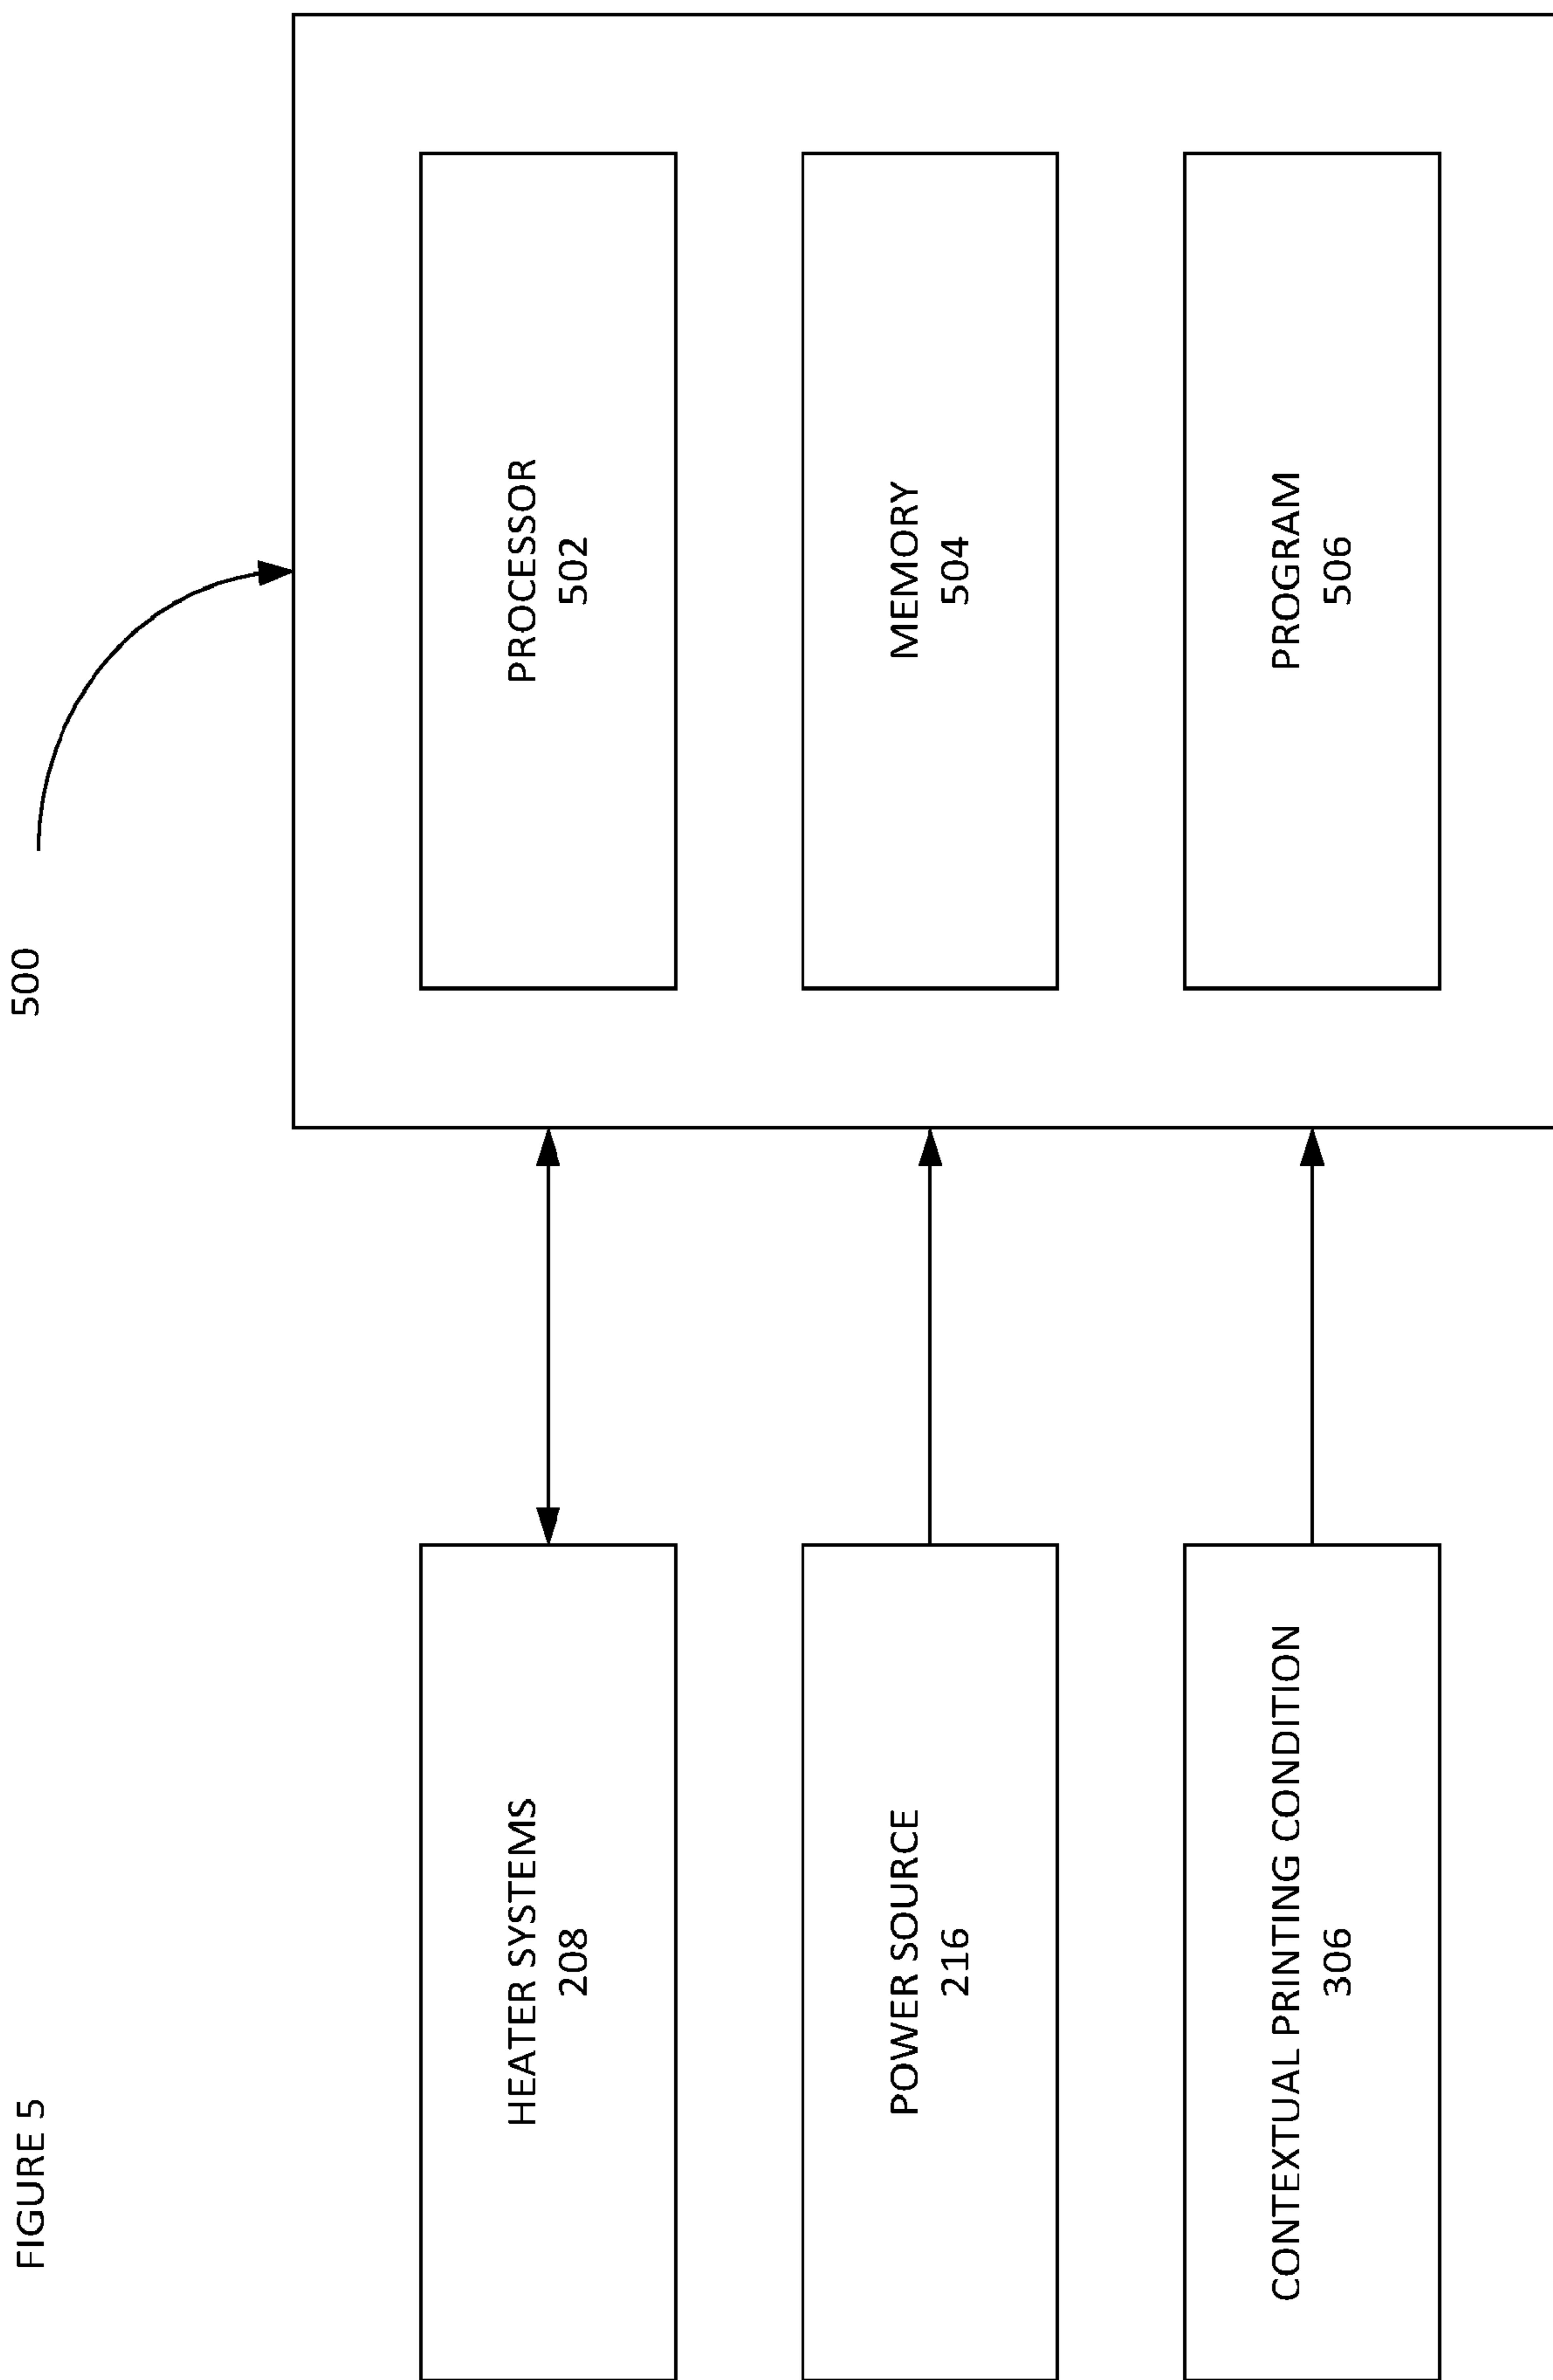 FIGURE 5
500
HEATER SYSTEMS
208
PROCESSOR
502
POWER SOURCE
216
MEMORY
504
CONTEXTUAL PRINTING CONDITION
306
PROGRAM
506